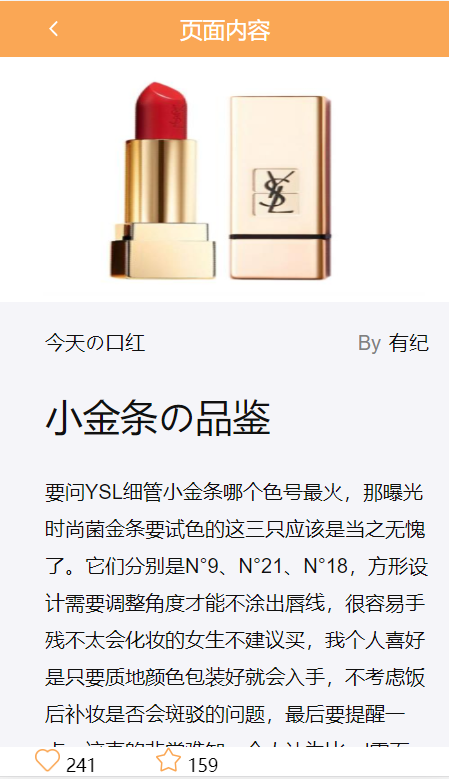 页面内容
YSL
今天の口红
By 有纪
小金条の品鉴
要问YSL细管小金条哪个色号最火，那曝光
时尚菌金条要试色的这三只应该是当之无愧
了。它们分别是N°9、N°21、N°18，方形设
计需要调整角度才能不涂出唇线，很容易手
残不太会化妆的女生不建议买，我个人喜好
是只要质地颜色包装好就会入手，不考虑饭
后补妆是否会斑驳的问题，最后要提醒一
241
159